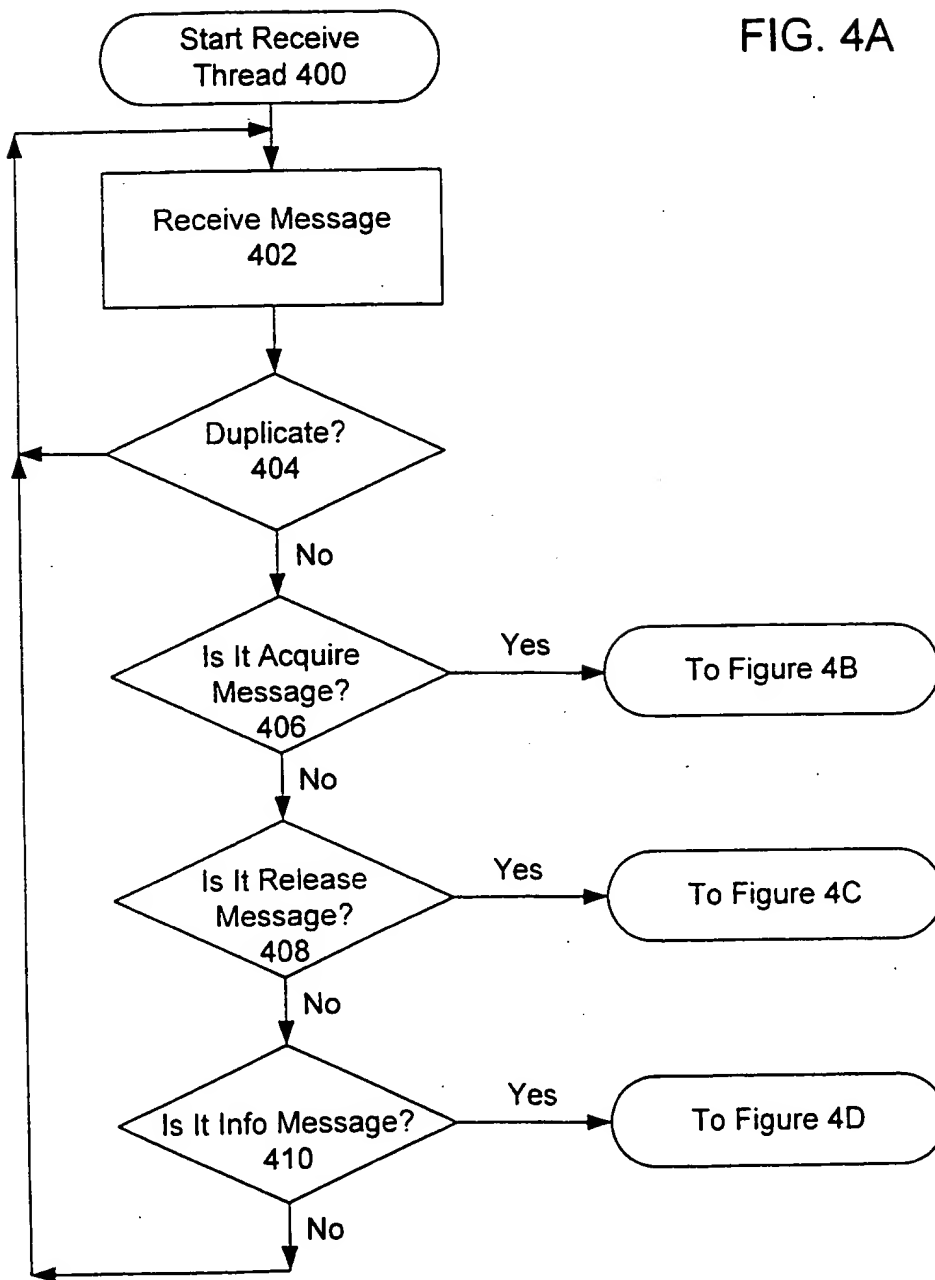 FIG. 4A
Start Receive
Thread 400
Receive Message
402
Duplicate?
404
No
Is It Acquire
Message?
406
Yes
To Figure 4B
No
Is It Release
Message?
408
Yes
To Figure 4C
No
Is It Info Message?
410
Yes
To Figure 4D
No